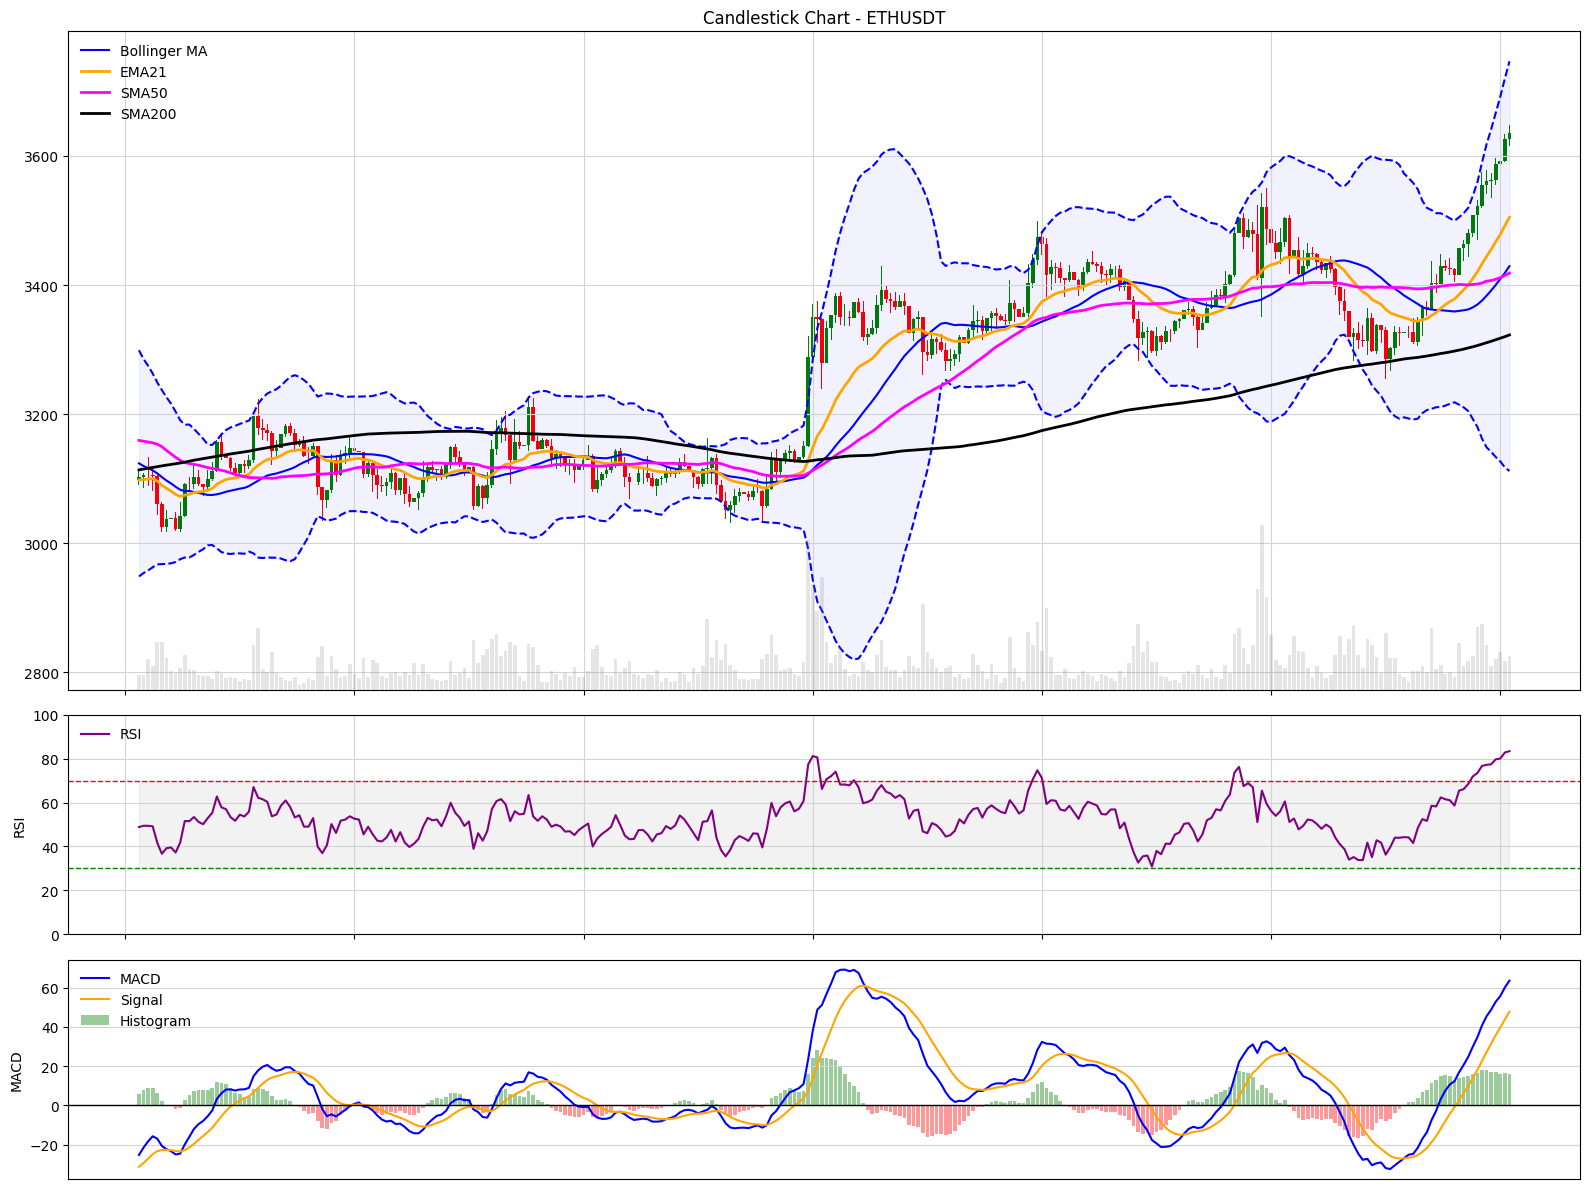 Candlestick Chart - ETHUSDT
Bollinger MA
EMA21
SMA50
SMA200
3600
3400
3200
3000
2800
100
80
60
40
20
0
RSI
RSI
60
40
20
0
−20
MACD
MACD
Signal
Histogram